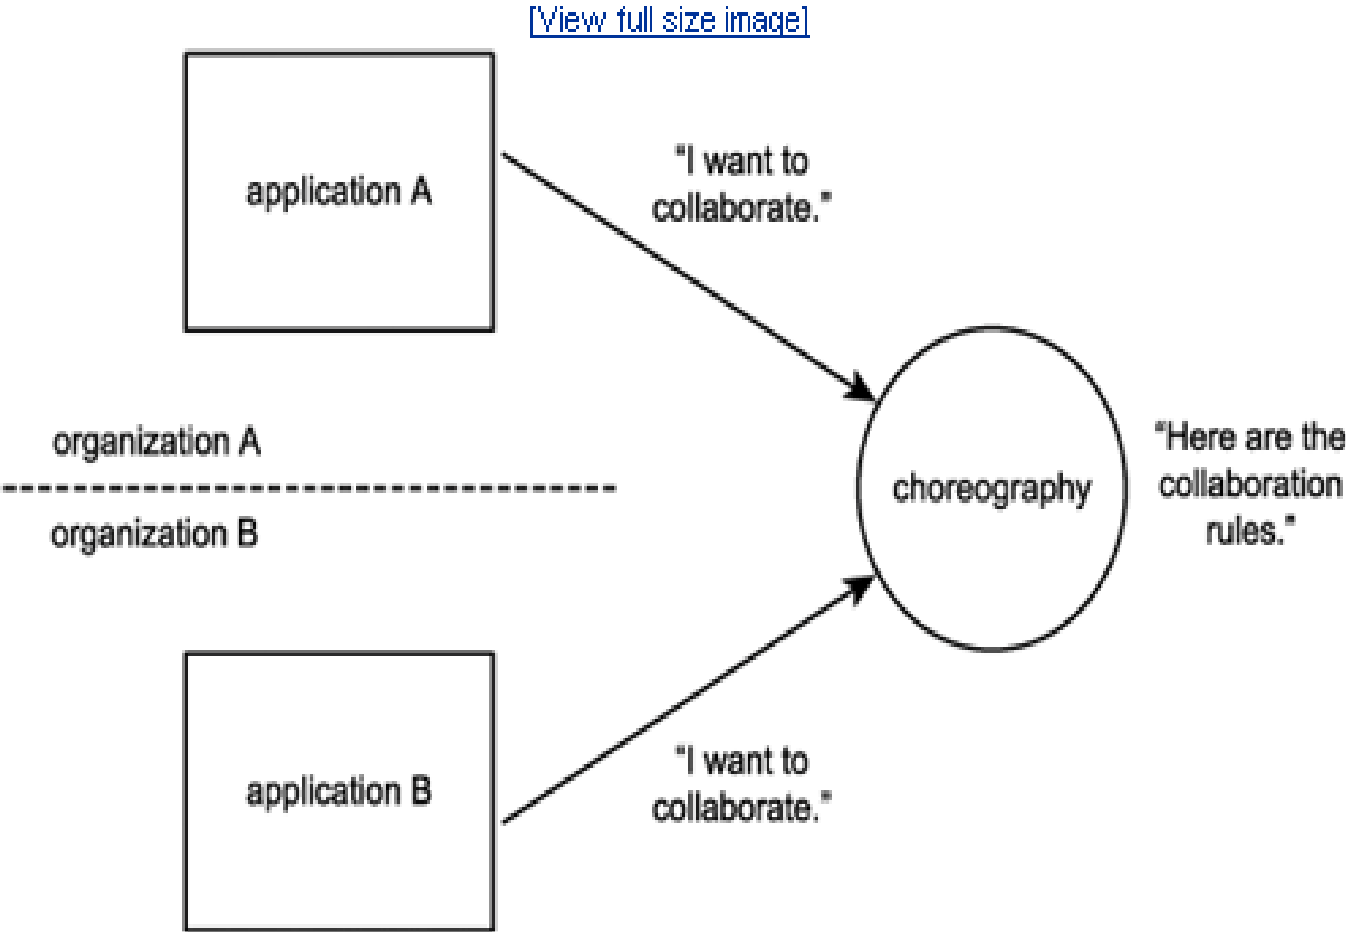 [View full size image]
application A
"I want to
collaborate."
organization A
organization B
choreography
"Here are the
collaboration
rules."
application B
"I want to
collaborate."